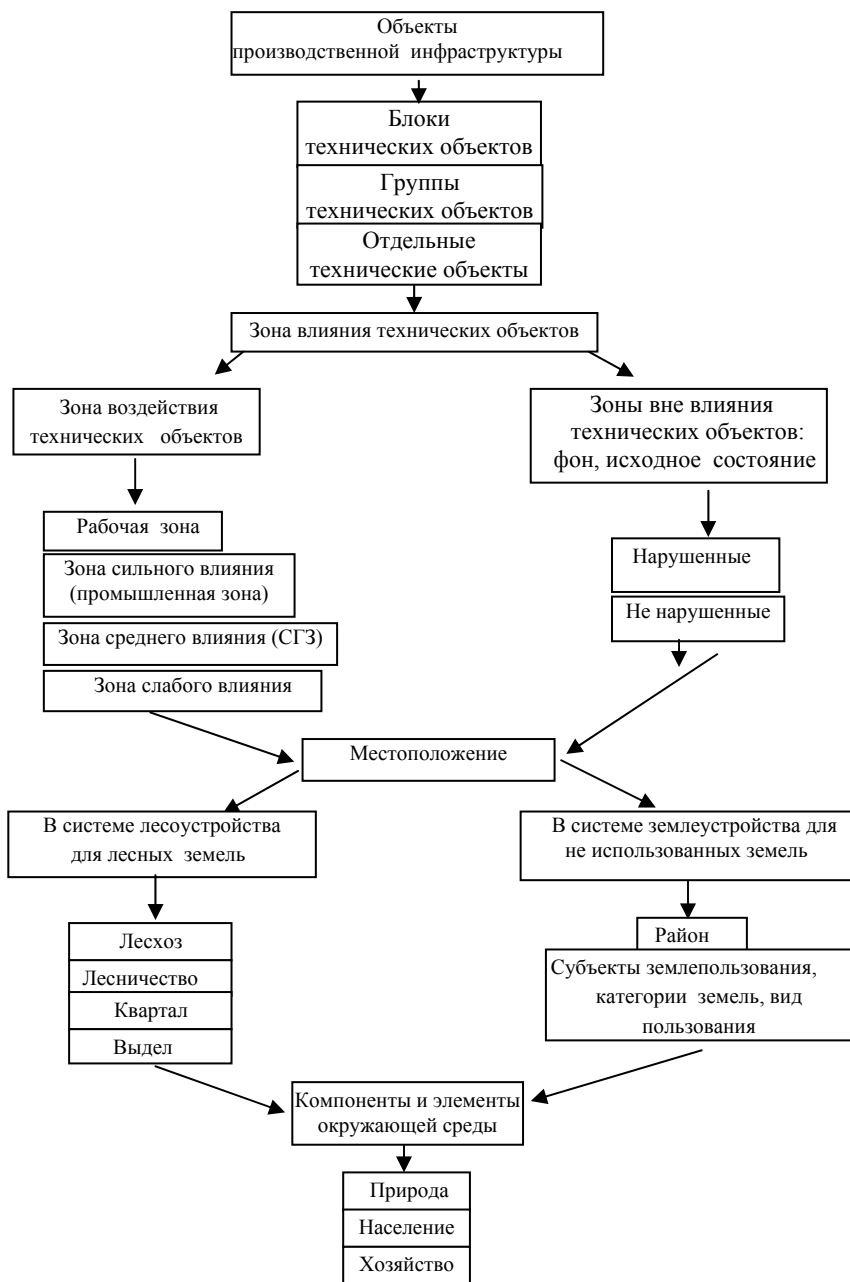 Объекты
производственной инфраструктуры
Блоки
технических объектов
Группы
технических объектов
Отдельные
технические объекты
Зона влияния технических объектов
Зона воздействия
технических объектов
Зоны вне влияния
технических объектов:
фон, исходное состояние
Рабочая зона
Зона сильного влияния
(промышленная зона)
Зона среднего влияния (СГЗ)
Зона слабого влияния
Нарушенные
Не нарушенные
Местоположение
В системе лесоустройства
для лесных земель
В системе землеустройства для
не использованных земель
Лесхоз
Лесничество
Квартал
Выдел
Район
Субъекты землепользования,
категории земель, вид
пользования
Компоненты и элементы
окружающей среды
Природа
Население
Хозяйство